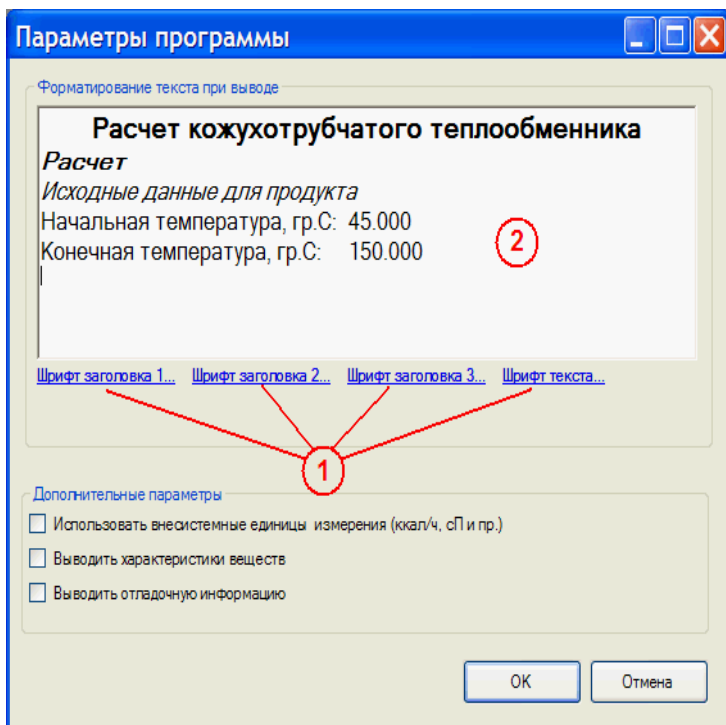 Параметры программы
Форматирование текста при выводе
Расчет кожухотрубчатого теплообменника
Расчет
Исходные данные для продукта
Начальная температура, гр.С: 45.000
Конечная температура, гр.С: 150.000
2
Шрифт заголовка 1... Шрифт заголовка 2... Шрифт заголовка 3... Шрифт текста...
1
Дополнительные параметры
Использовать внесистемные единицы измерения (ккал/ч, сП и пр.)
Выводить характеристики веществ
Выводить отладочную информацию
OK Отмена